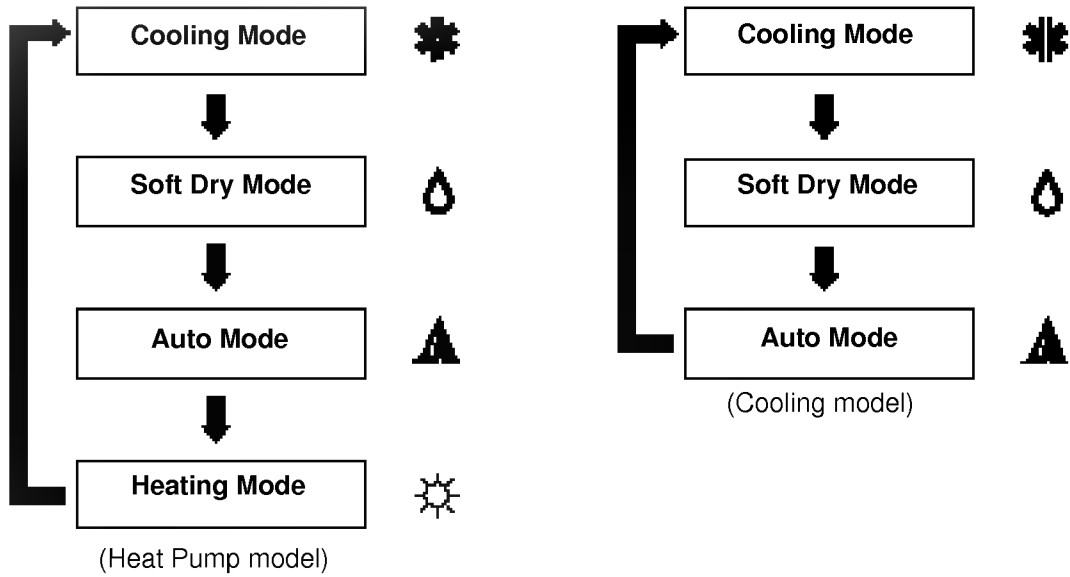 Cooling Mode
Soft Dry Mode
Auto Mode
Heating Mode
(Heat Pump model)
Cooling Mode
Soft Dry Mode
Auto Mode
(Cooling model)